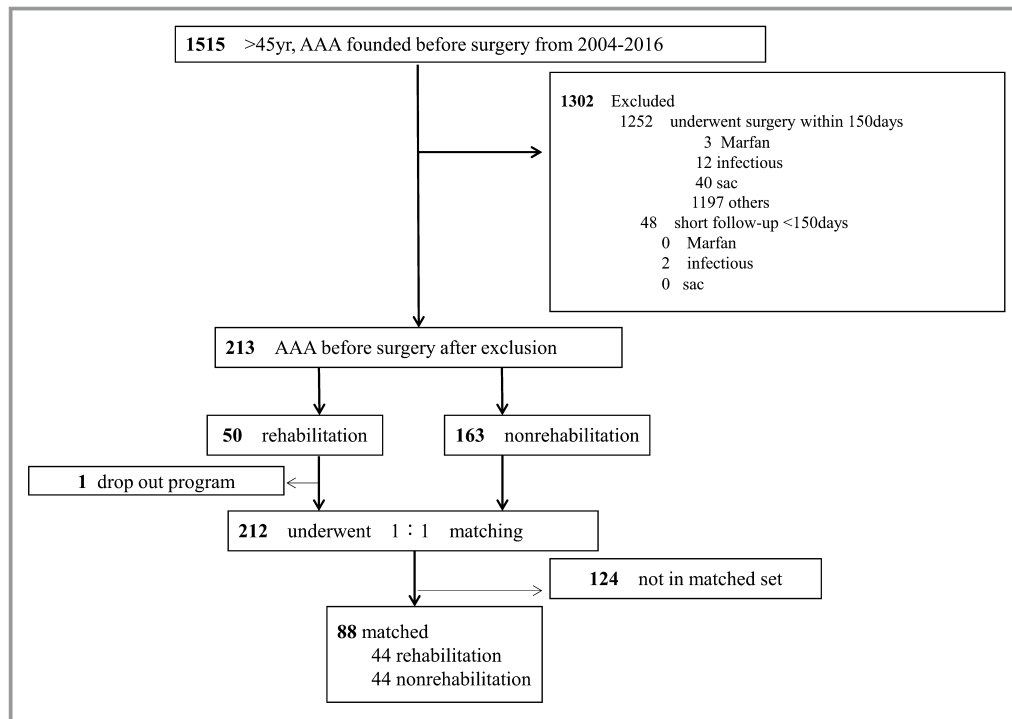 1515 >45yr, AAA founded before surgery from 2004-2016
1302 Excluded
1252 underwent surgery within 150days
3 Marfan
12 infectious
40 sac
1197 others
48 short follow-up <150days
0 Marfan
2 infectious
0 sac
213 AAA before surgery after exclusion
50 rehabilitation
163 nonrehabilitation
1 drop out program
212 underwent 1：1 matching
124 not in matched set
88 matched
44 rehabilitation
44 nonrehabilitation